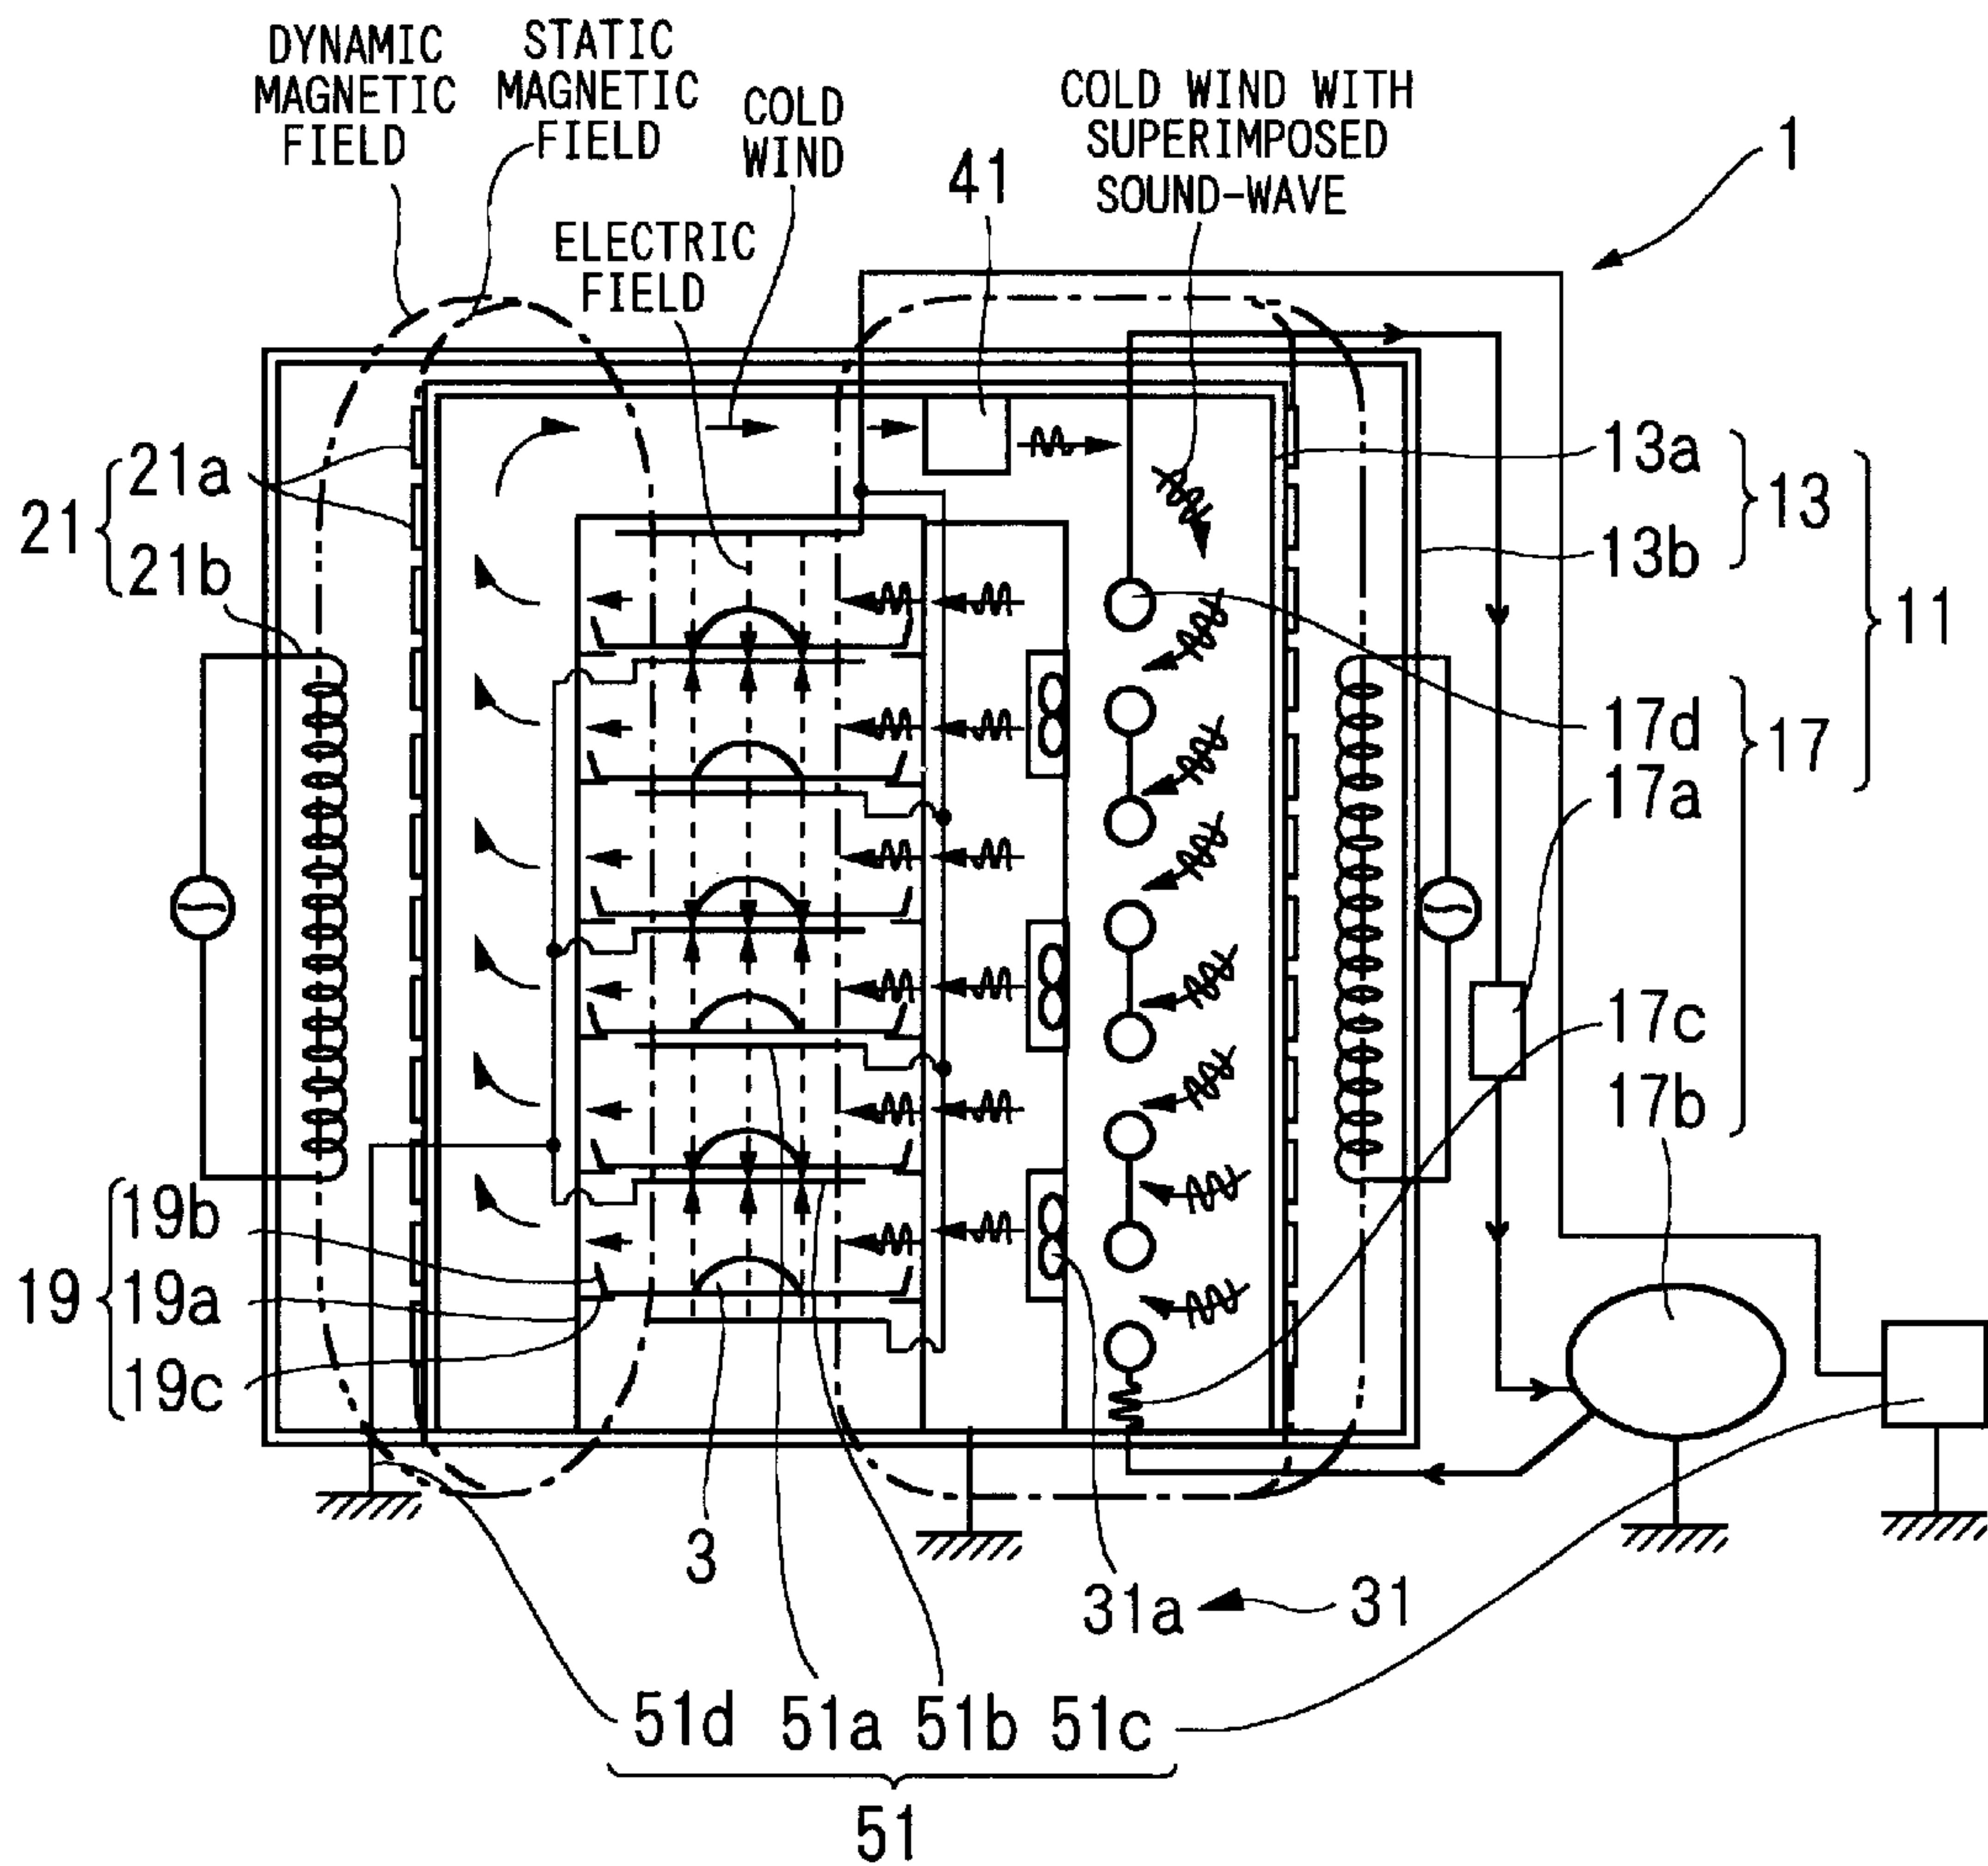 DYNAMIC
MAGNETIC
FIELD
STATIC
MAGNETIC
FIELD
COLD
WIND
COLD WIND WITH
SUPERIMPOSED
SOUND-WAVE
ELECTRIC
FIELD
41
1
21
21a
21b
13a
13b
13
11
17d
17a
17
17c
17b
19
19b
19a
19c
3
31a
31
51d 51a 51b 51c
51